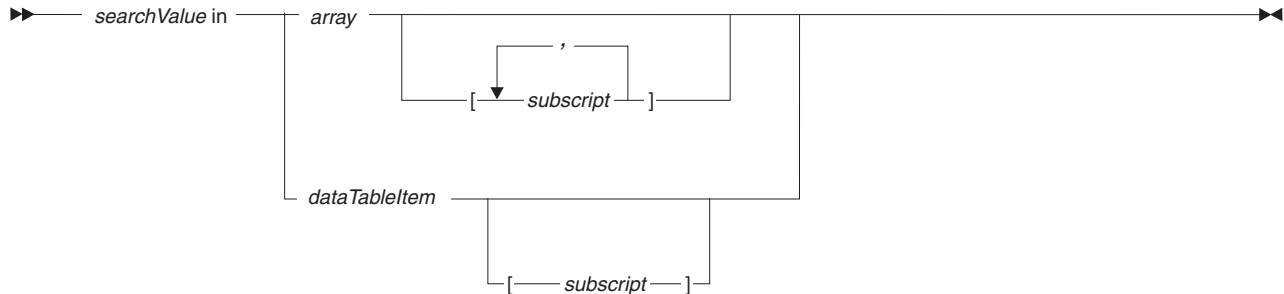 searchValue in array
,
[ subscript ]
dataTableItem
[ subscript ]